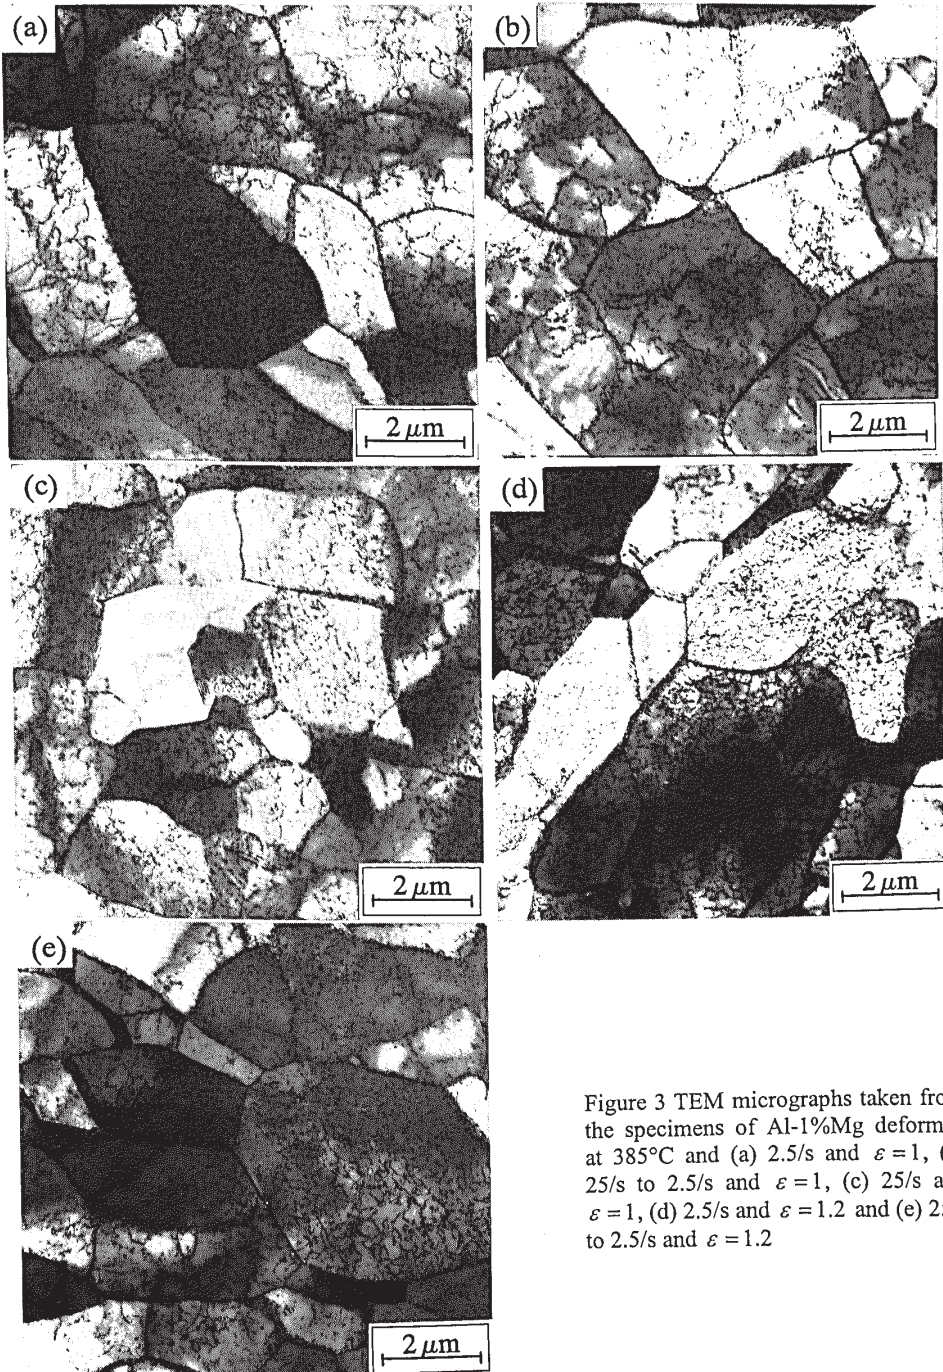 (a)
(b)
2 μm
2 μm
(c)
(d)
2 μm
2 μm
(e)
2 μm
Figure 3 TEM micrographs taken fro
the specimens of Al-1%Mg deform
at 385°C and (a) 2.5/s and ε = 1, (
25/s to 2.5/s and ε = 1, (c) 25/s a
ε = 1, (d) 2.5/s and ε = 1.2 and (e) 2
to 2.5/s and ε = 1.2